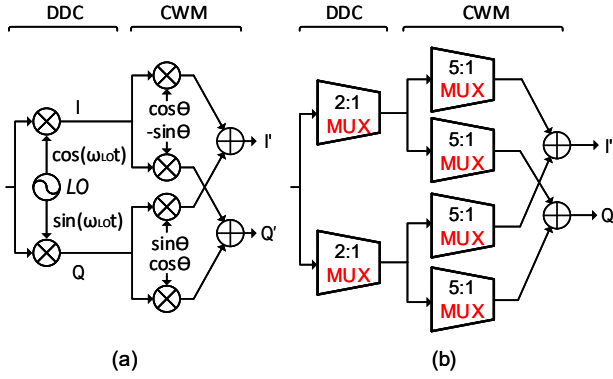 DDC
CWM
I
cosΘ
-sinΘ
cos(ωLOt)
LO
sin(ωLOt)
sinΘ
cosΘ
Q
I'
Q'
(a)
DDC
CWM
2:1
MUX
2:1
MUX
5:1
MUX
5:1
MUX
5:1
MUX
5:1
MUX
I'
Q
(b)